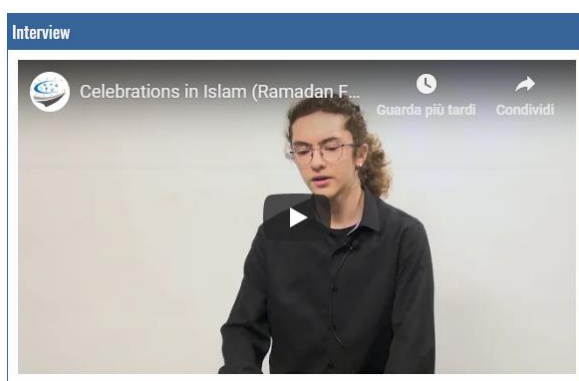 Interview
Celebrations in Islam (Ramadan F...
Guarda più tardi
Condividi